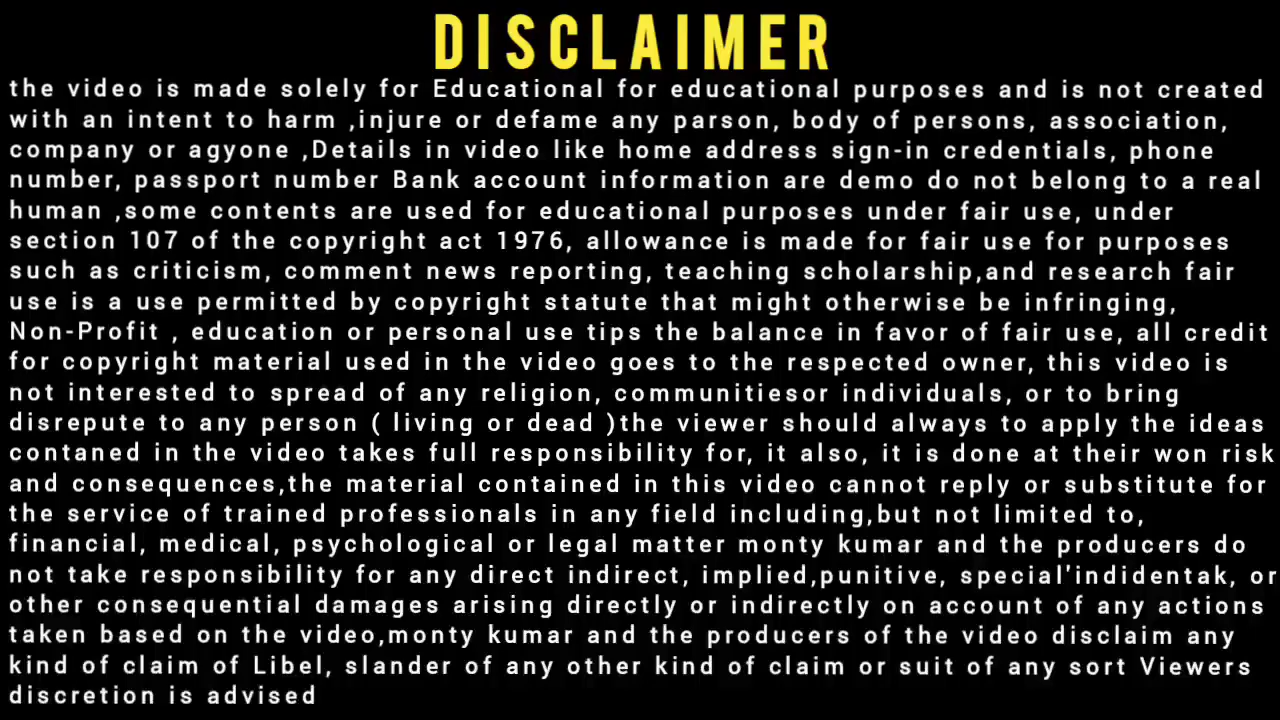 DISCLAIMER
the video is made solely for Educational for educational purposes and is not created
with an intent to harm ,injure or defame any parson, body of persons, association,
company or agyone ,Details in video like home address sign-in credentials, phone
number, passport number Bank account information are demo do not belong to a real
human ,some contents are used for educational purposes under fair use, under
section 107 of the copyright act 1976, allowance is made for fair use for purposes
such as criticism, comment news reporting, teaching scholarship,and research fair
use is a use permitted by copyright statute that might otherwise be infringing,
Non-Profit , education or personal use tips the balance in favor of fair use, all credit
for copyright material used in the video goes to the respected owner, this video is
not interested to spread of any religion, communitiesor individuals, or to bring
disrepute to any person ( living or dead )the viewer should always to apply the ideas
contaned in the video takes full responsibility for, it also, it is done at their won risk
and consequences,the material contained in this video cannot reply or substitute for
the service of trained professionals in any field including,but not limited to,
financial, medical, psychological or legal matter monty kumar and the producers do
not take responsibility for any direct indirect, implied,punitive, special'indidentak, or
other consequential damages arising directly or indirectly on account of any actions
taken based on the video,monty kumar and the producers of the video disclaim any
kind of claim of Libel, slander of any other kind of claim or suit of any sort Viewers
discretion is advised